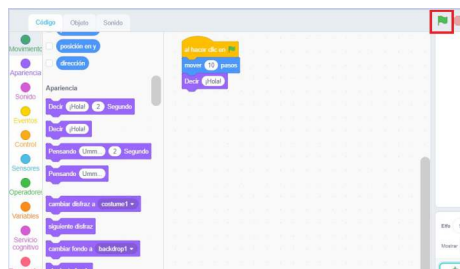 Código Objeto Sonido
Movimiento
posición en y
dirección
Apariencia
Apariencia
Sonido
Eventos
Control
Sensores
Operadores
Variables
Servicio
cognitivo
Decir ¡Hola! 2 Segundo
Decir ¡Hola!
Pensando Umm... 2 Segundo
Pensando Umm...
cambiar disfraz a costume1
siguiente disfraz
cambiar fondo a backdrop1
al hacer clic en
mover 10 pasos
Decir ¡Hola!
Elfo
Mostrar